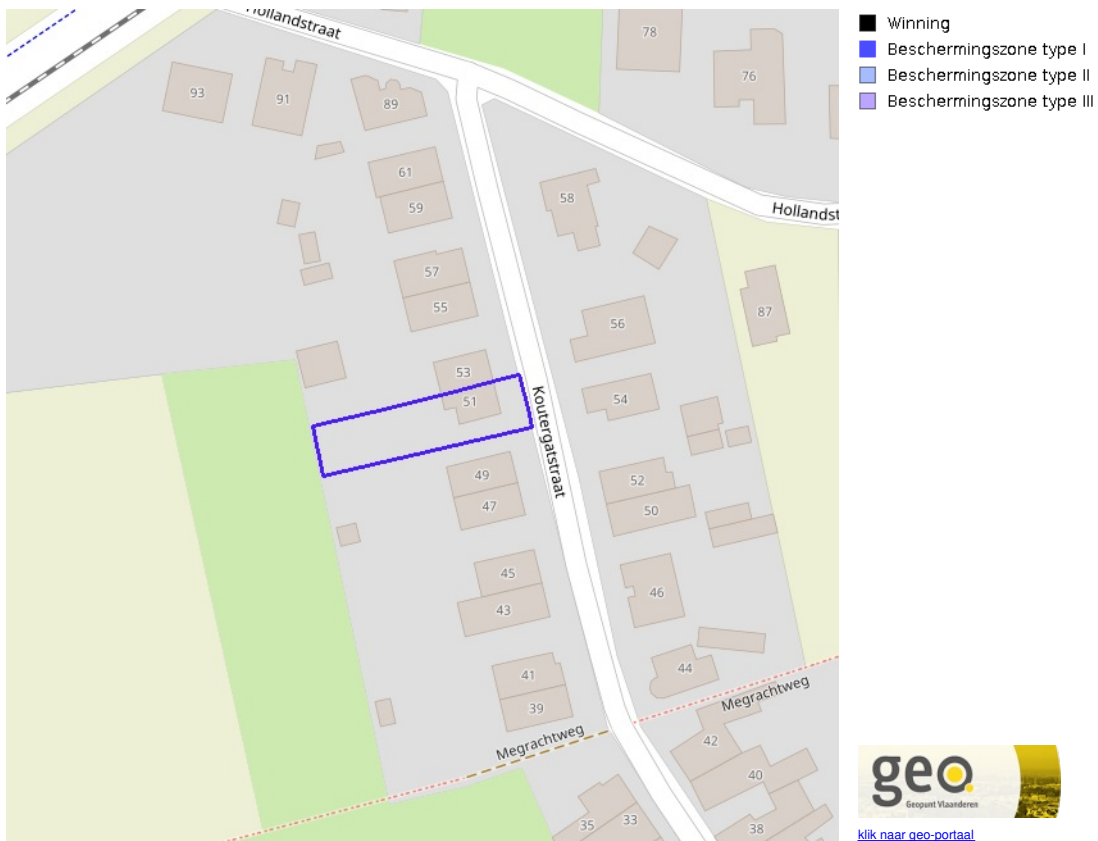 Hollandstraat
Winning
Beschermingszone type I
Beschermingszone type II
Beschermingszone type III
78
76
93
91
89
61
59
58
Hollandst
57
55
87
56
53
51
54
Koutergatstraat
49
47
52
50
45
43
46
44
41
39
Megrachtweg
Megrachtweg
42
40
35
33
38
geo
Geopunt Vlaanderen
klik naar geo-portaal